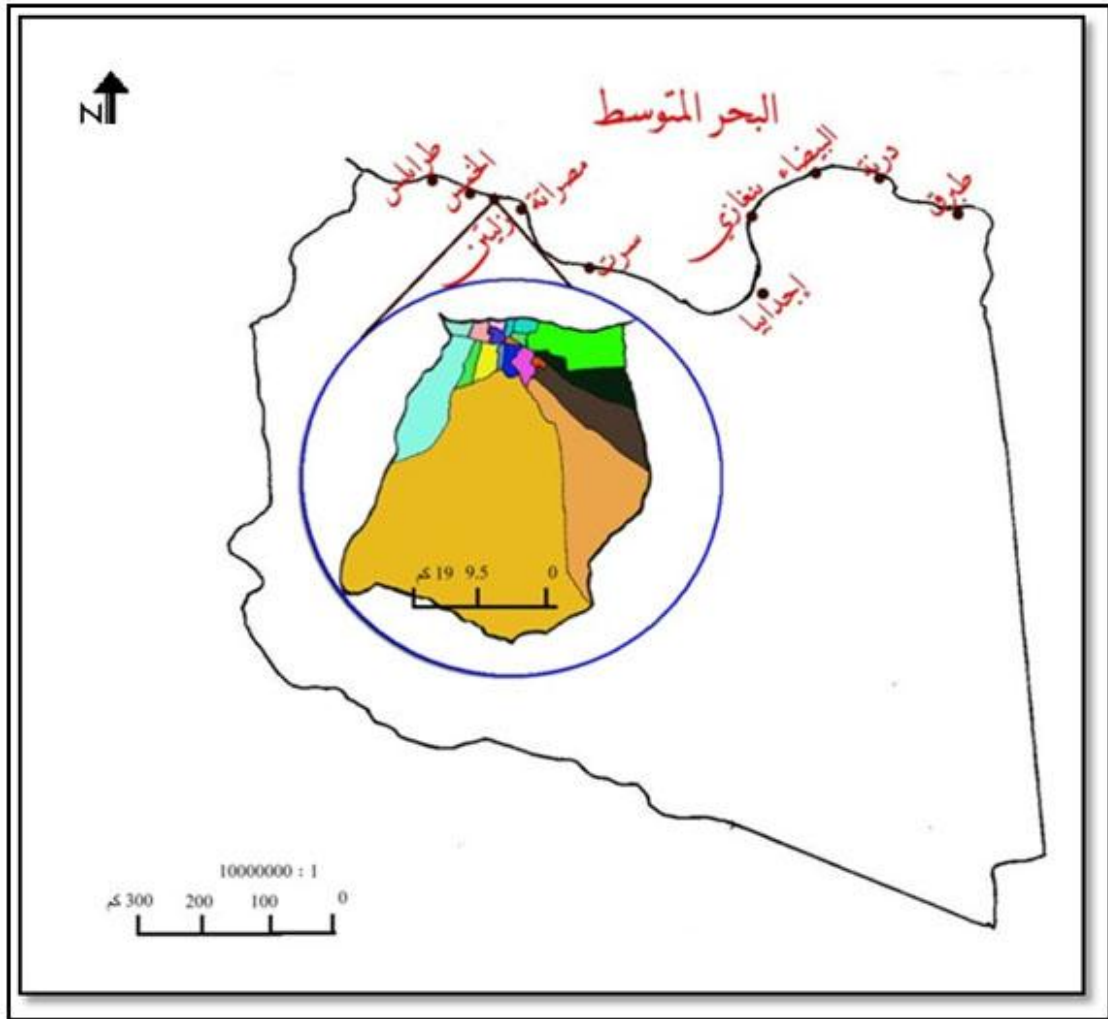 N
البحر المتوسط
طرابلس
الخمس
زليتن
مصراتة
سرت
بنغازي
البيضاء
درنة
طبرق
إجدابيا
0 9.5 19 كم
1 : 10000000
0 100 200 300 كم